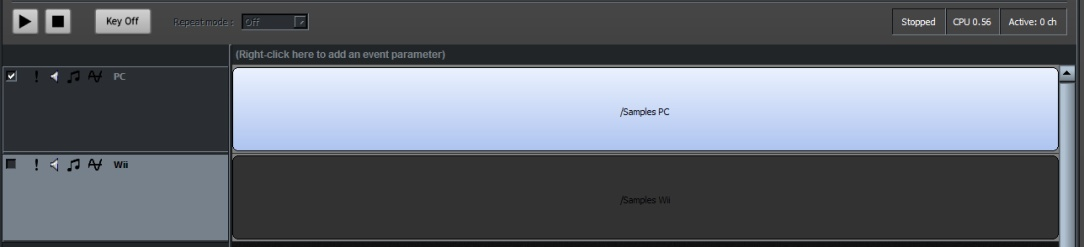 Key Off Repeat mode : Off Stopped CPU 0.56 Active: 0 ch
(Right-click here to add an event parameter)
! PC /Samples PC
! Wii /Samples Wii